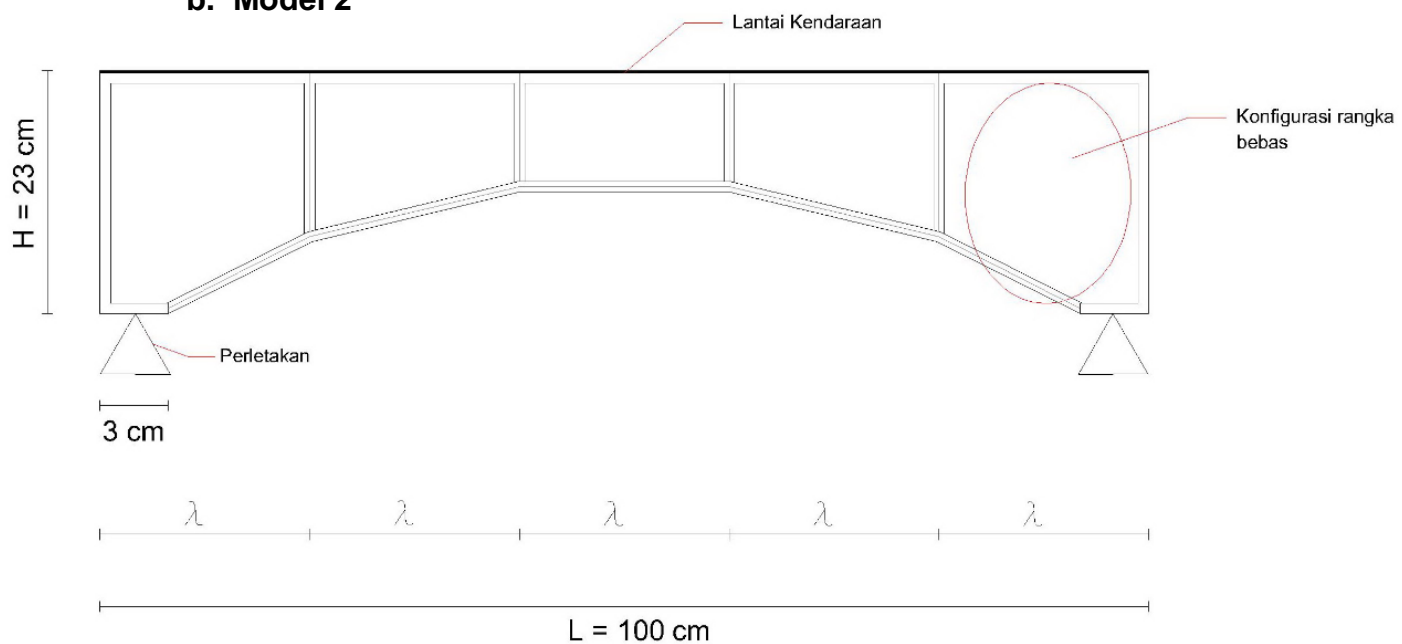 b. Model 2
Lantai Kendaraan
Konfigurasi rangka
bebas
H = 23 cm
Perletakan
3 cm
λ λ λ λ λ
L = 100 cm